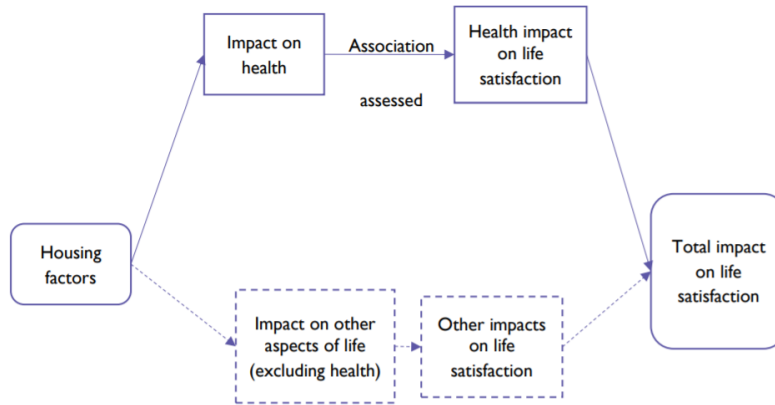 Impact on
health
Association
assessed
Health impact
on life
satisfaction
Housing
factors
Total impact
on life
satisfaction
Impact on other
aspects of life
(excluding health)
Other impacts
on life
satisfaction